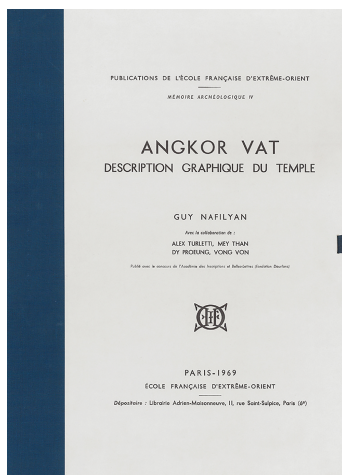 PUBLICATIONS DE L'ÉCOLE FRANÇAISE D'EXTRÊME-ORIENT
MÉMOIRE ARCHÉOLOGIQUE IV
ANGKOR VAT
DESCRIPTION GRAPHIQUE DU TEMPLE
GUY NAFILYAN
Avec la collaboration de :
ALEX TURLETTI, MEY THAN
DY PROEUNG, VONG VON
Publié avec le concours de l'Académie des Inscriptions et Belles-Lettres (fondation Dourlans)
PARIS-1969
ÉCOLE FRANÇAISE D'EXTRÊME-ORIENT
Dépositaire : Librairie Adrien-Maisonneuve, 11, rue Saint-Sulpice, Paris (6e)